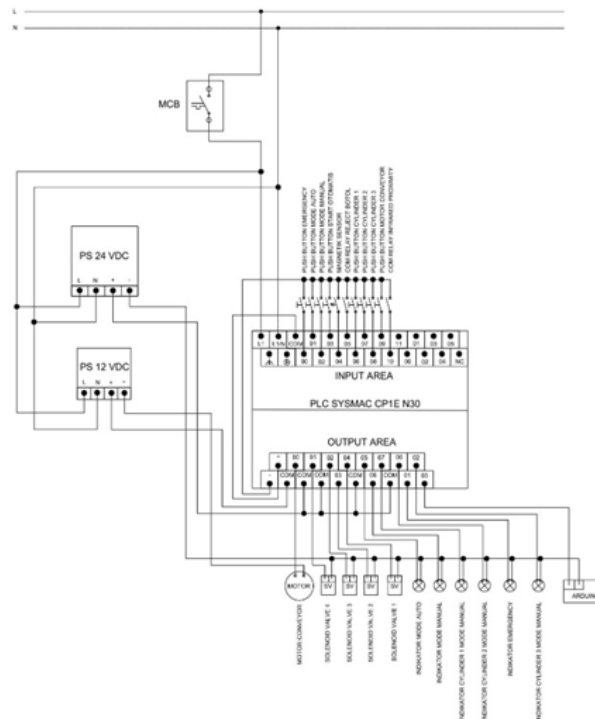 L
N
MCB
PUSH BUTTON EMERGENCY
PUSH BUTTON MODE AUTO
PUSH BUTTON MODE MANUAL
PUSH BUTTON START OTOMATIS
MAGNETIK SENSOR
COM RELAY REJECT BOTOL
PUSH BUTTON CYLINDER 1
PUSH BUTTON CYLINDER 2
PUSH BUTTON CYLINDER 3
PUSH BUTTON MOTOR CONVEYOR
COM RELAY INFRARED PROXIMITY
PS 24 VDC
L N + -
PS 12 VDC
L N + -
L1 L2/N COM 01 03 05 07 09 11 01 03 05
00 02 04 06 08 10 00 02 04 NC
INPUT AREA
PLC SYSMAC CP1E N30
OUTPUT AREA
+ 00 01 02 04 05 07 00 02
- COM COM COM 03 COM 06 COM 01 03
MOTOR
SV SV SV SV
ARDUIN
MOTOR CONVEYOR
SOLENOID VALVE 4
SOLENOID VALVE 3
SOLENOID VALVE 2
SOLENOID VALVE 1
INDIKATOR MODE AUTO
INDIKATOR MODE MANUAL
INDIKATOR CYLINDER 1 MODE MANUAL
INDIKATOR CYLINDER 2 MODE MANUAL
INDIKATOR EMERGENCY
INDIKATOR CYLINDER 3 MODE MANUAL